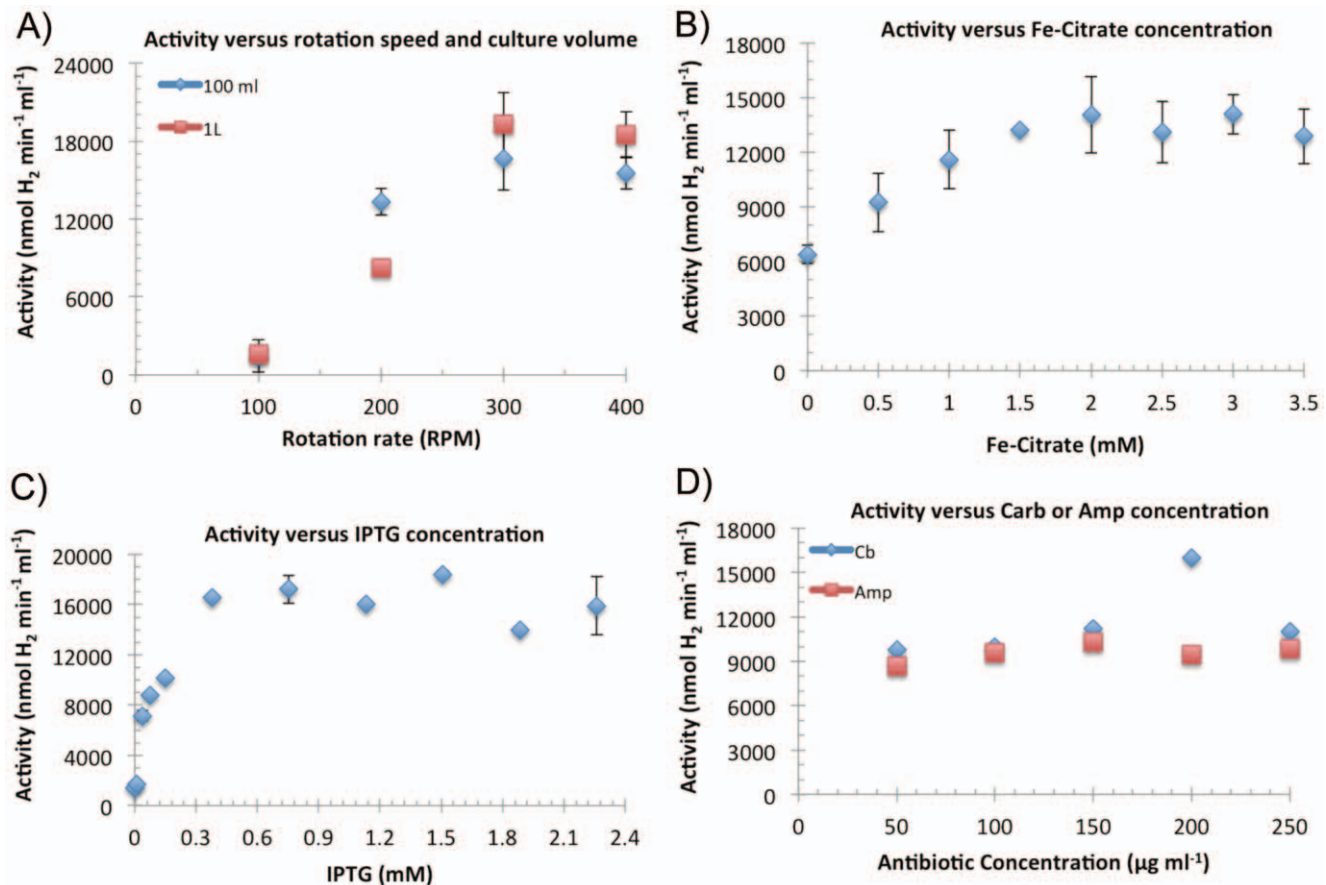 A)
Activity versus rotation speed and culture volume
24000
18000
12000
6000
0
Activity (nmol H₂ min⁻¹ ml⁻¹)
100 ml
1L
0 100 200 300 400
Rotation rate (RPM)
B)
Activity versus Fe-Citrate concentration
18000
15000
12000
9000
6000
3000
0
Activity (nmol H₂ min⁻¹ ml⁻¹)
0 0.5 1 1.5 2 2.5 3 3.5
Fe-Citrate (mM)
C)
Activity versus IPTG concentration
20000
16000
12000
8000
4000
0
Activity (nmol H₂ min⁻¹ ml⁻¹)
0 0.3 0.6 0.9 1.2 1.5 1.8 2.1 2.4
IPTG (mM)
D)
Activity versus Carb or Amp concentration
18000
15000
12000
9000
6000
3000
0
Activity (nmol H₂ min⁻¹ ml⁻¹)
Cb
Amp
0 50 100 150 200 250
Antibiotic Concentration (µg ml⁻¹)